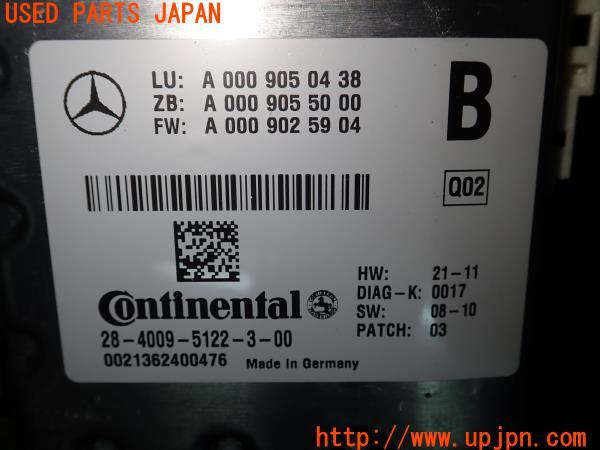 USED PARTS JAPAN
LU: A 000 905 04 38
ZB: A 000 905 50 00
FW: A 000 902 59 04
B
Q02
HW: 21-11
DIAG-K: 0017
SW: 08-10
PATCH: 03
Continental
28-4009-5122-3-00
0021362400476 Made in Germany
UPJ
https://www.upjpn.com